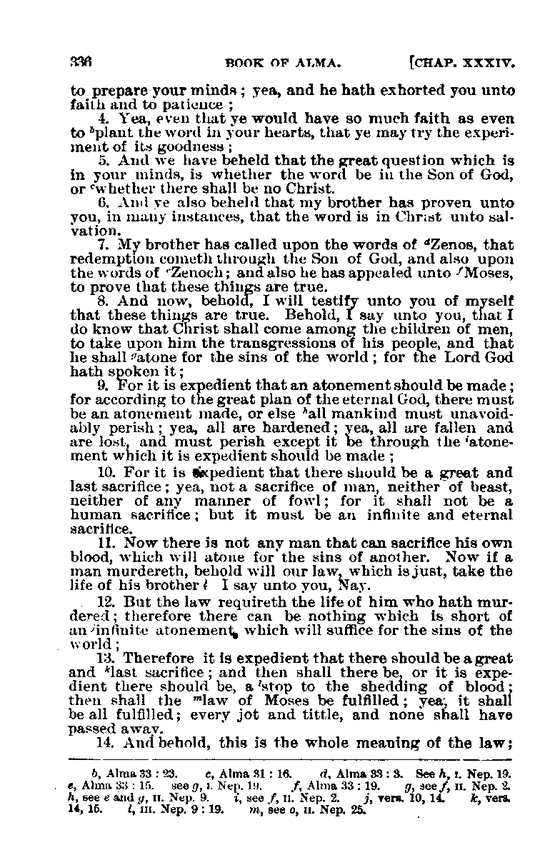 336 BOOK OF ALMA. [CHAP. XXXIV.
to prepare your minds; yea, and he hath exhorted you unto
faith and to patience;
4. Yea, even that ye would have so much faith as even
to ᵇplant the word in your hearts, that ye may try the experi-
ment of its goodness;
5. And we have beheld that the great question which is
in your minds, is whether the word be in the Son of God,
or ᶜwhether there shall be no Christ.
6. And ye also beheld that my brother has proven unto
you, in many instances, that the word is in Christ unto sal-
vation.
7. My brother has called upon the words of ᵈZenos, that
redemption cometh through the Son of God, and also upon
the words of ᵉZenoch; and also he has appealed unto ᶠMoses,
to prove that these things are true.
8. And now, behold, I will testify unto you of myself
that these things are true. Behold, I say unto you, that I
do know that Christ shall come among the children of men,
to take upon him the transgressions of his people, and that
he shall ᵍatone for the sins of the world; for the Lord God
hath spoken it;
9. For it is expedient that an atonement should be made;
for according to the great plan of the eternal God, there must
be an atonement made, or else ʰall mankind must unavoid-
ably perish; yea, all are hardened; yea, all are fallen and
are lost, and must perish except it be through the ⁱatone-
ment which it is expedient should be made;
10. For it is expedient that there should be a great and
last sacrifice; yea, not a sacrifice of man, neither of beast,
neither of any manner of fowl; for it shall not be a
human sacrifice; but it must be an infinite and eternal
sacrifice.
11. Now there is not any man that can sacrifice his own
blood, which will atone for the sins of another. Now if a
man murdereth, behold will our law, which is just, take the
life of his brother? I say unto you, Nay.
12. But the law requireth the life of him who hath mur-
dered; therefore there can be nothing which is short of
an ʲinfinite atonement, which will suffice for the sins of the
world;
13. Therefore it is expedient that there should be a great
and ᵏlast sacrifice; and then shall there be, or it is expe-
dient there should be, a ˡstop to the shedding of blood;
then shall the ᵐlaw of Moses be fulfilled; yea, it shall
be all fulfilled; every jot and tittle, and none shall have
passed away.
14. And behold, this is the whole meaning of the law;
b, Alma 33:23. c, Alma 31:16. d, Alma 33:3. See h, I. Nep. 19.
e, Alma 33:15. see g, I. Nep. 19. f, Alma 33:19. g, see f, II. Nep. 2.
h, see e and g, II. Nep. 9. i, see f, II. Nep. 2. j, vers. 10, 14. k, vers.
14, 15. l, III. Nep. 9:19. m, see o, II. Nep. 25.